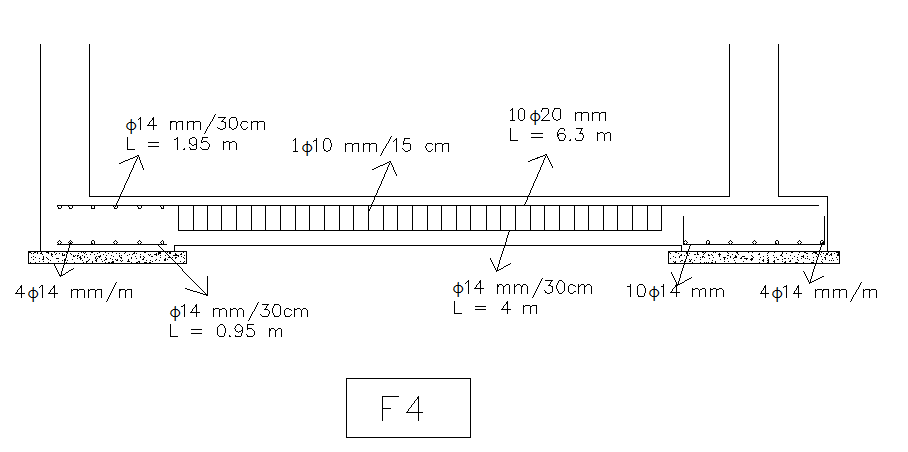 ϕ14 mm/30cm
L = 1.95 m
1ϕ10 mm/15 cm
10ϕ20 mm
L = 6.3 m
4ϕ14 mm/m
ϕ14 mm/30cm
L = 0.95 m
ϕ14 mm/30cm
L = 4 m
10ϕ14 mm
4ϕ14 mm/m
F4